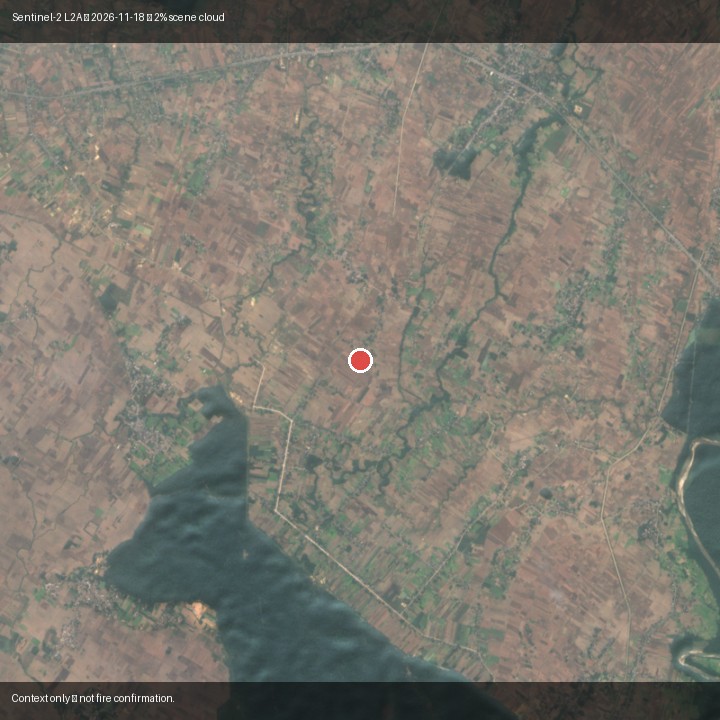 Sentinel-2 L2A▯2026-11-18▯2% scene cloud
Context only▯not fire confirmation.